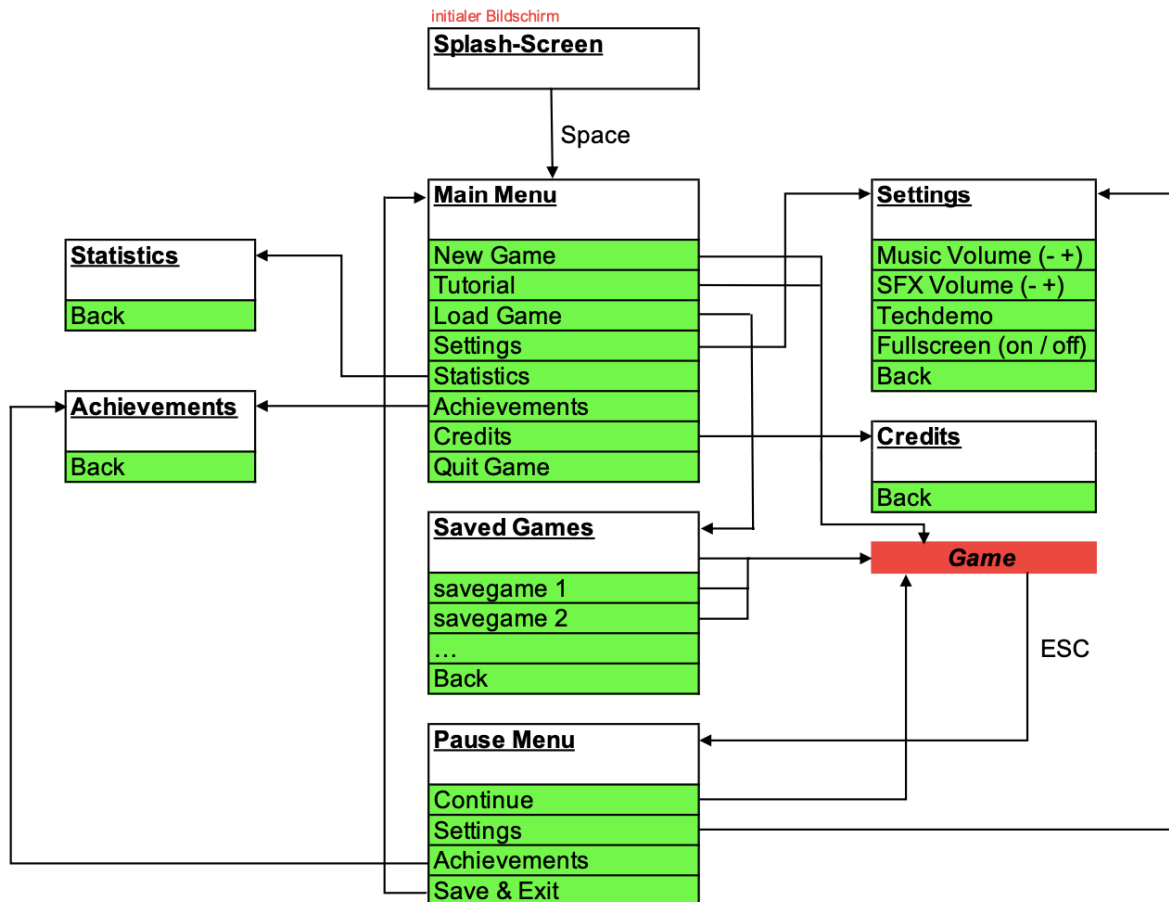 initialer Bildschirm
Splash-Screen
Space
Main Menu
New Game
Tutorial
Load Game
Settings
Statistics
Achievements
Credits
Quit Game
Statistics
Back
Achievements
Back
Settings
Music Volume (- +)
SFX Volume (- +)
Techdemo
Fullscreen (on / off)
Back
Credits
Back
Saved Games
savegame 1
savegame 2
...
Back
Game
ESC
Pause Menu
Continue
Settings
Achievements
Save & Exit